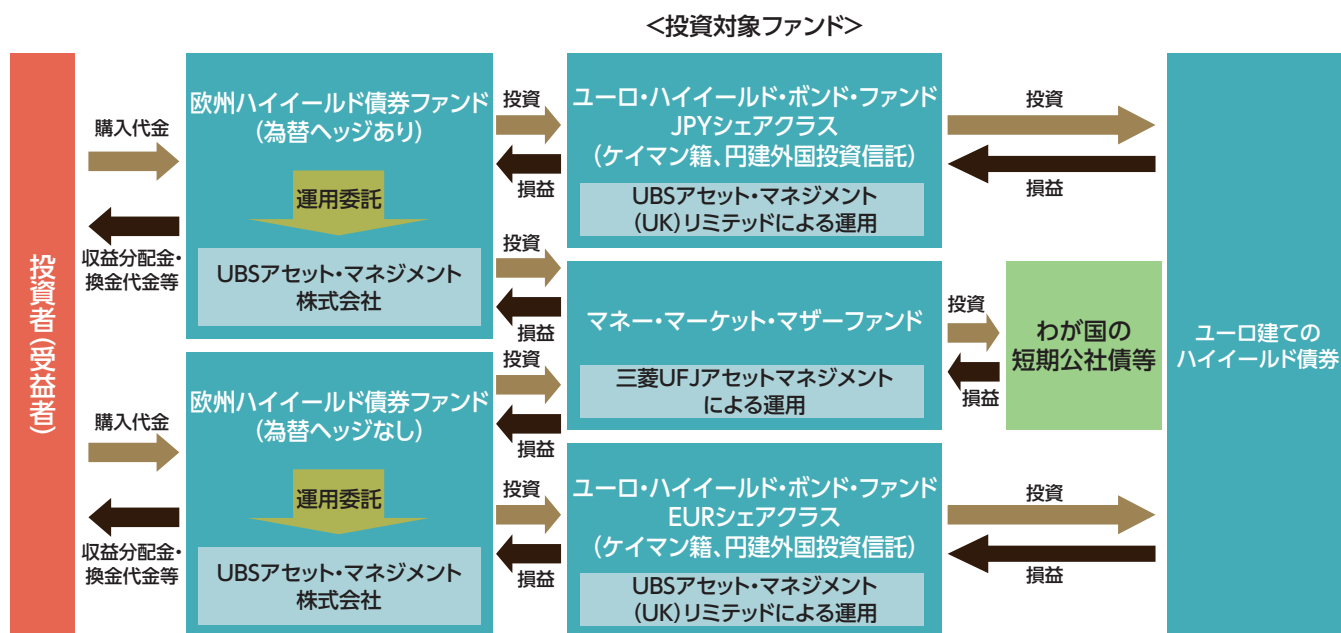 <投資対象ファンド>
投資者(受益者)
購入代金
収益分配金・
換金代金等
欧州ハイイールド債券ファンド
(為替ヘッジあり)
運用委託
UBSアセット・マネジメント
株式会社
投資
損益
投資
損益
ユーロ・ハイイールド・ボンド・ファンド
JPYシェアクラス
(ケイマン籍、円建外国投資信託)
UBSアセット・マネジメント
(UK)リミテッドによる運用
投資
損益
マネー・マーケット・マザーファンド
三菱UFJアセットマネジメント
による運用
投資
損益
わが国の
短期公社債等
ユーロ建ての
ハイイールド債券
購入代金
収益分配金・
換金代金等
欧州ハイイールド債券ファンド
(為替ヘッジなし)
運用委託
UBSアセット・マネジメント
株式会社
投資
損益
投資
損益
ユーロ・ハイイールド・ボンド・ファンド
EURシェアクラス
(ケイマン籍、円建外国投資信託)
UBSアセット・マネジメント
(UK)リミテッドによる運用
投資
損益